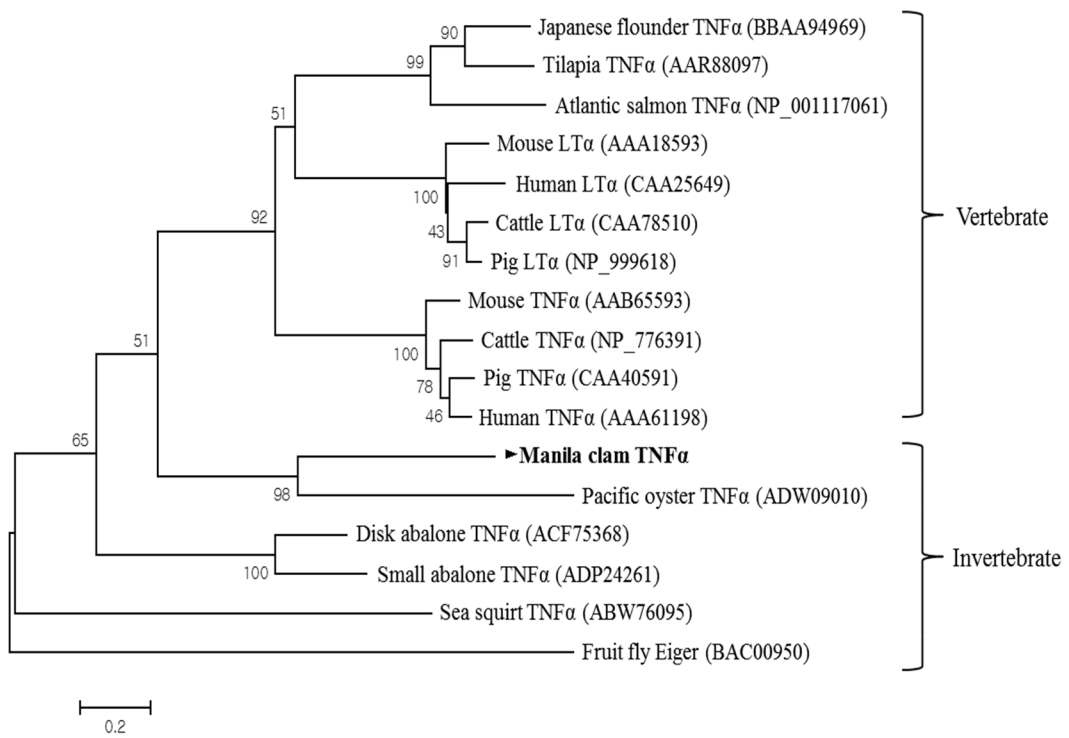 90
Japanese flounder TNFα (BBAA94969)
99
Tilapia TNFα (AAR88097)
Atlantic salmon TNFα (NP_001117061)
51
Mouse LTα (AAA18593)
100
Human LTα (CAA25649)
92
43
Cattle LTα (CAA78510)
Vertebrate
91
Pig LTα (NP_999618)
Mouse TNFα (AAB65593)
51
100
Cattle TNFα (NP_776391)
78
Pig TNFα (CAA40591)
46
Human TNFα (AAA61198)
65
Manila clam TNFα
98
Pacific oyster TNFα (ADW09010)
Disk abalone TNFα (ACF75368)
Invertebrate
100
Small abalone TNFα (ADP24261)
Sea squirt TNFα (ABW76095)
Fruit fly Eiger (BAC00950)
0.2